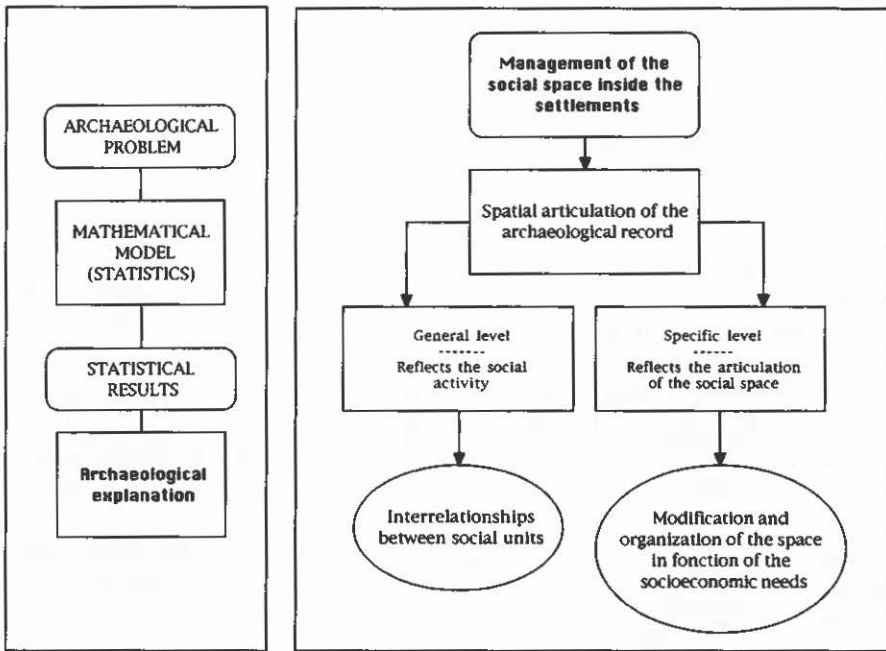 ARCHAEOLOGICAL
PROBLEM
MATHEMATICAL
MODEL
(STATISTICS)
STATISTICAL
RESULTS
Archaeological
explanation
Management of the
social space inside the
settlements
Spatial articulation of the
archaeological record
General level
Reflects the social
activity
Specific level
Reflects the articulation
of the social space
Interrelationships
between social units
Modification and
organization of the space
in fonction of the
socioeconomic needs